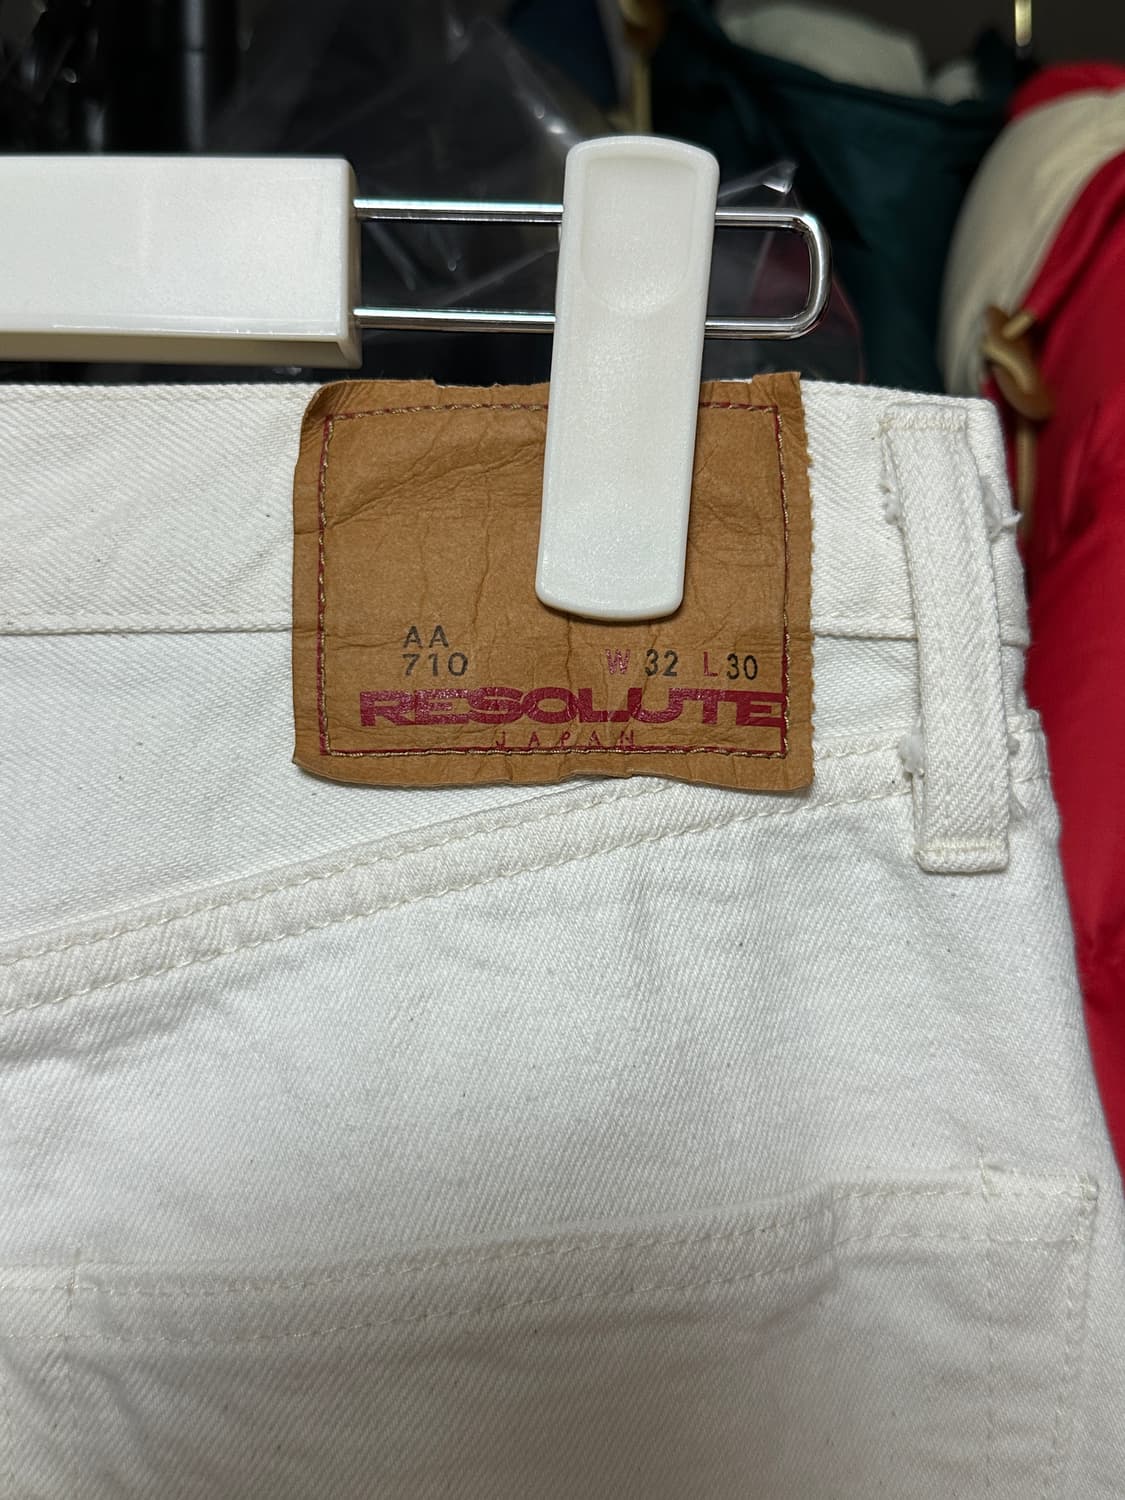 AA
710 W 32 L 30
RESOLUTE
JAPAN